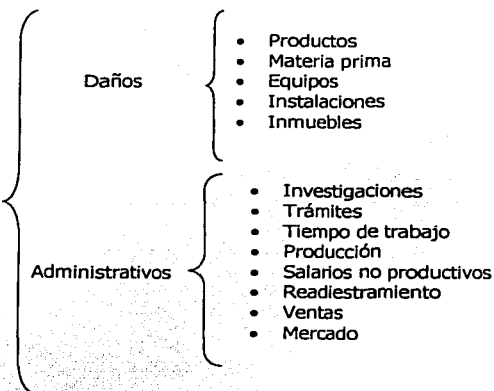 Daños
• Productos
• Materia prima
• Equipos
• Instalaciones
• Inmuebles
Administrativos
• Investigaciones
• Trámites
• Tiempo de trabajo
• Producción
• Salarios no productivos
• Readiestramiento
• Ventas
• Mercado